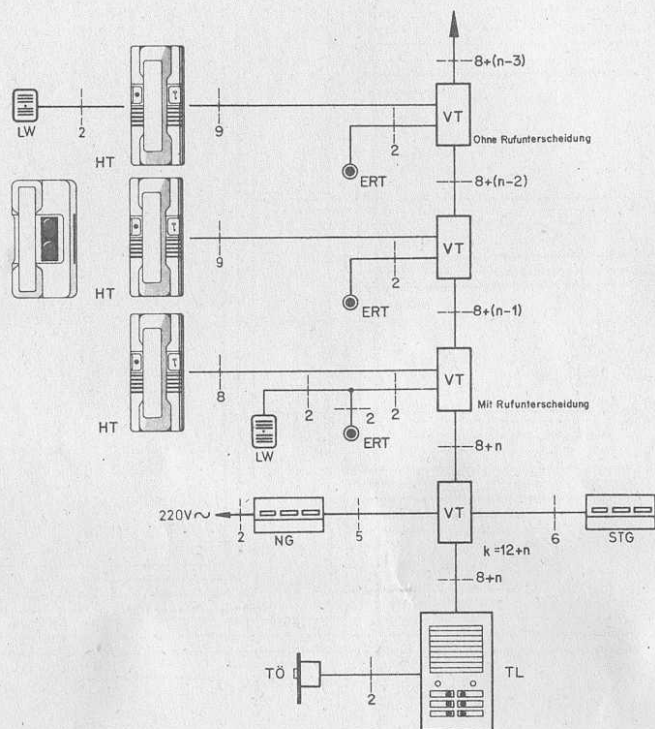 8+(n-3)
LW
2
HT
9
2
VT
Ohne Rufunterscheidung
ERT
8+(n-2)
HT
9
2
VT
ERT
8+(n-1)
HT
8
2
2
2
VT
LW
ERT
Mit Rufunterscheidung
8+n
220V~
2
NG
5
VT
6
STG
k=12+n
8+n
TÖ
2
TL